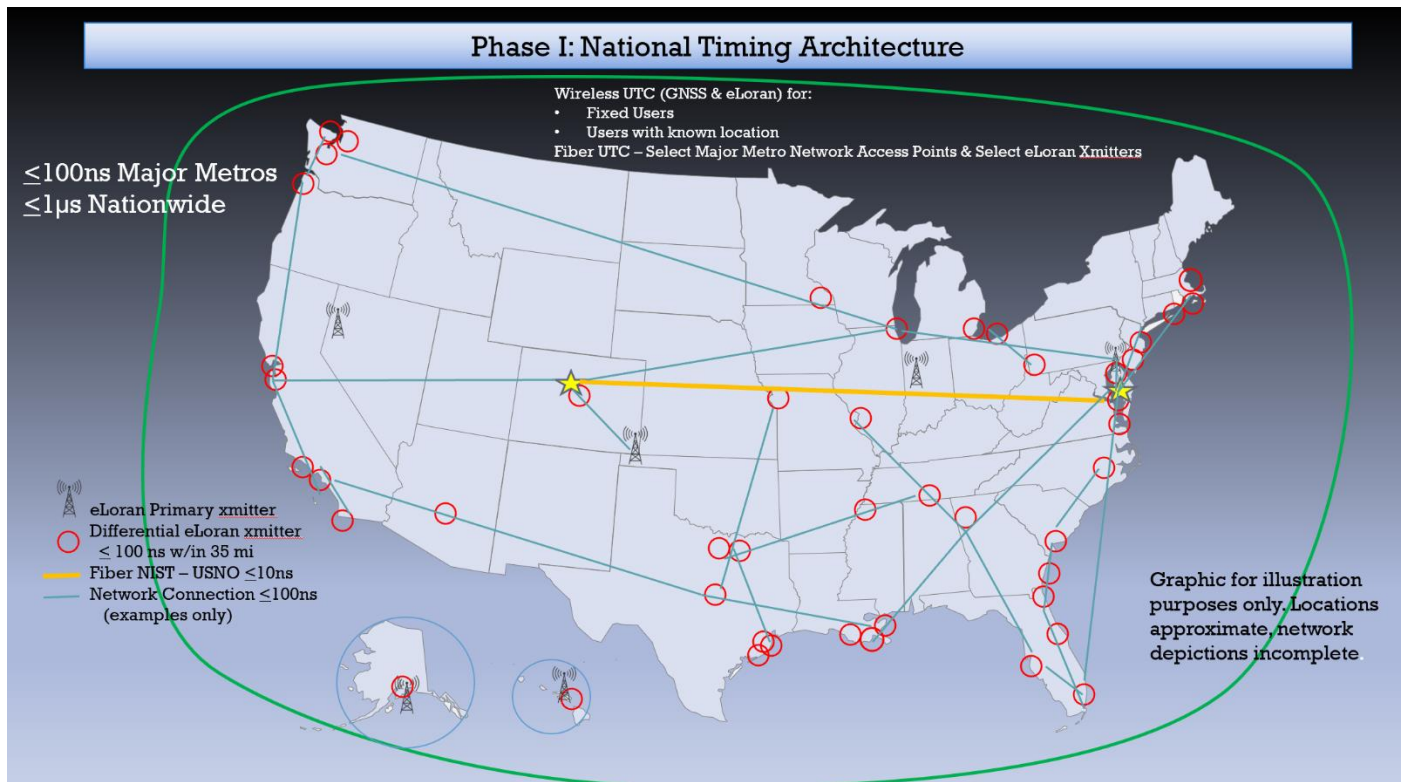 Phase I: National Timing Architecture
Wireless UTC (GNSS & eLoran) for:
• Fixed Users
• Users with known location
Fiber UTC – Select Major Metro Network Access Points & Select eLoran Xmitters
≤100ns Major Metros
≤1µs Nationwide
eLoran Primary xmitter
Differential eLoran xmitter
≤ 100 ns w/in 35 mi
Fiber NIST – USNO ≤10ns
Network Connection ≤100ns
(examples only)
Graphic for illustration
purposes only. Locations
approximate, network
depictions incomplete.